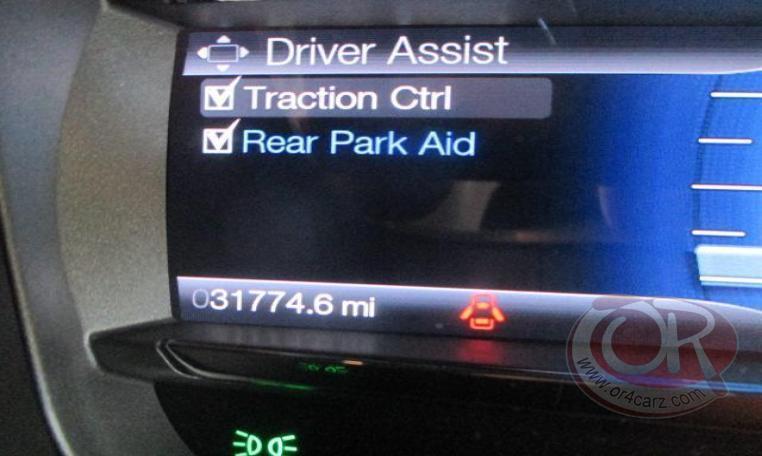 Driver Assist
Traction Ctrl
Rear Park Aid
031774.6 mi
OR
www.or4carz.com